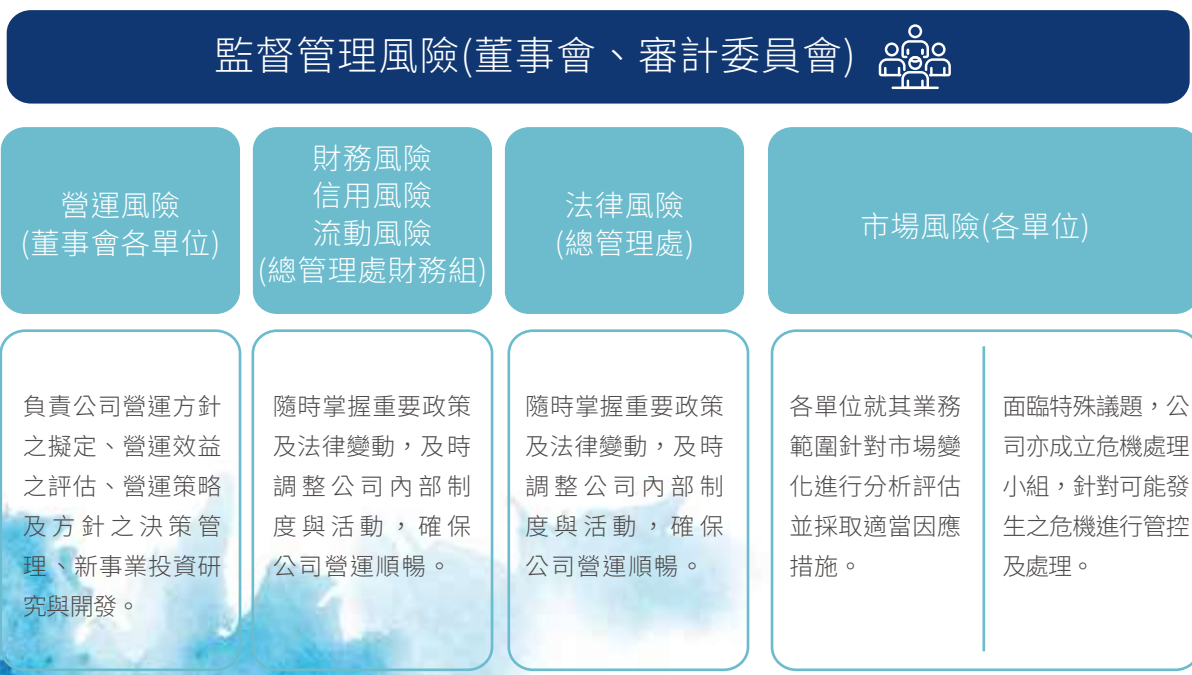 監督管理風險(董事會、審計委員會)
營運風險
(董事會各單位)
財務風險
信用風險
流動風險
(總管理處財務組)
法律風險
(總管理處)
市場風險(各單位)
負責公司營運方針
之擬定、營運效益
之評估、營運策略
及方針之決策管
理、新事業投資研
究與開發。
隨時掌握重要政策
及法律變動，及時
調整公司內部制
度與活動，確保
公司營運順暢。
隨時掌握重要政策
及法律變動，及時
調整公司內部制
度與活動，確保
公司營運順暢。
各單位就其業務
範圍針對市場變
化進行分析評估
並採取適當因應
措施。
面臨特殊議題，公
司亦成立危機處理
小組，針對可能發
生之危機進行管控
及處理。